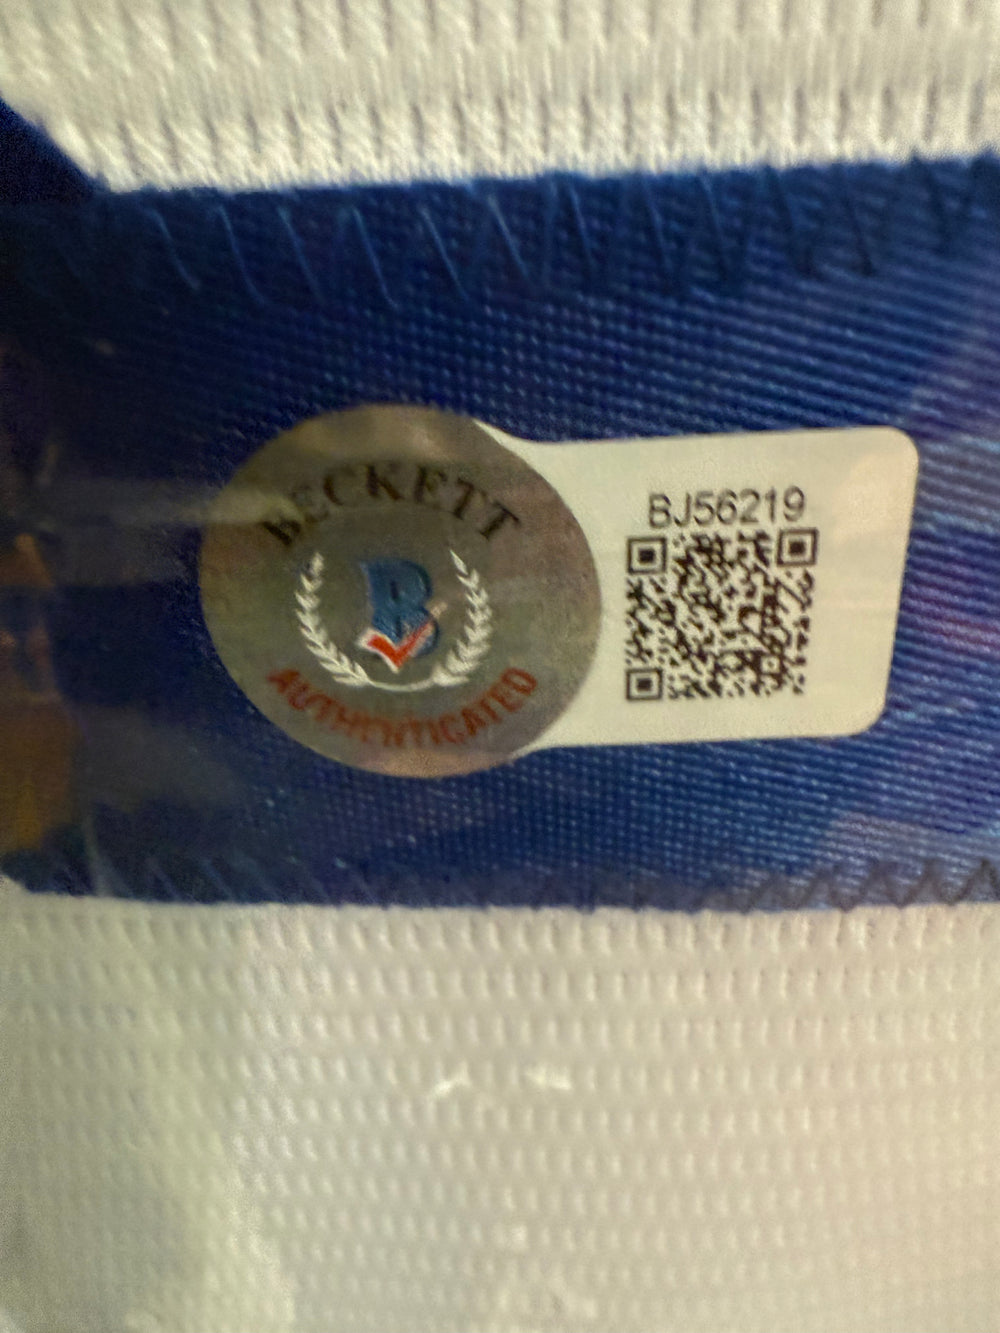 BECKETT
B
AUTHENTICATED
BJ56219